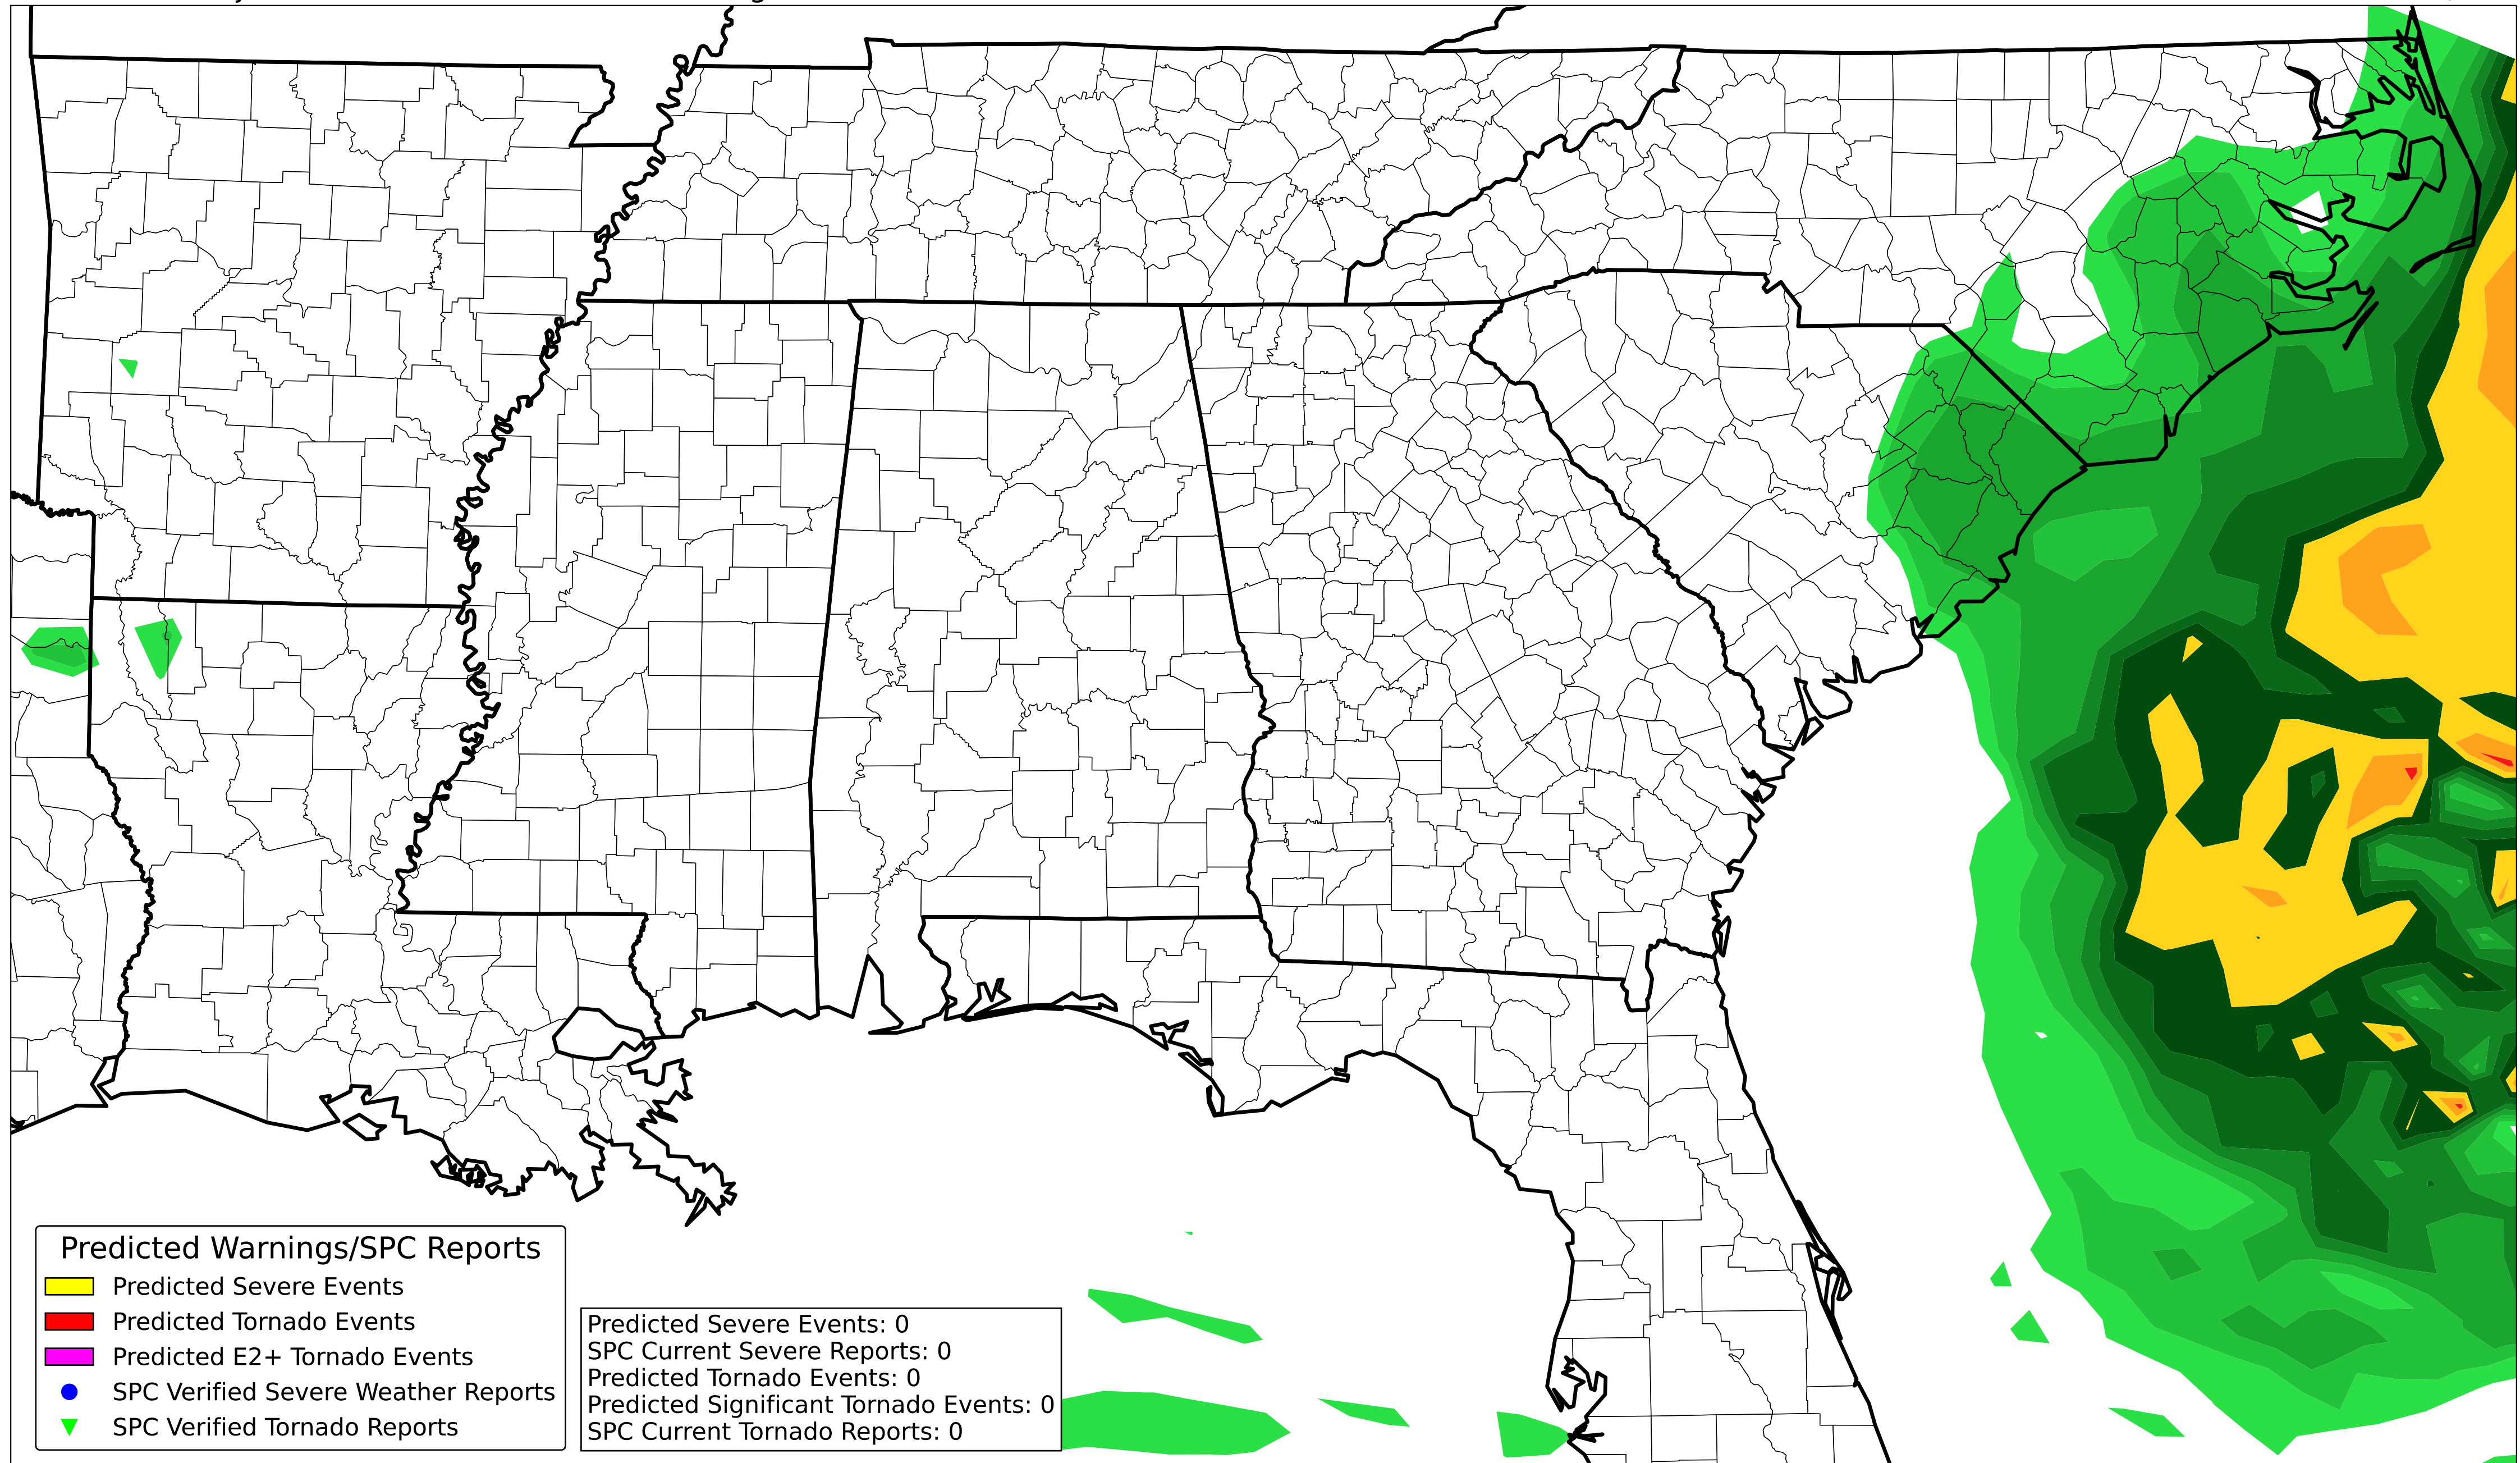 Predicted Warnings/SPC Reports
Predicted Severe Events
Predicted Tornado Events
Predicted E2+ Tornado Events
SPC Verified Severe Weather Reports
SPC Verified Tornado Reports
Predicted Severe Events: 0
SPC Current Severe Reports: 0
Predicted Tornado Events: 0
Predicted Significant Tornado Events: 0
SPC Current Tornado Reports: 0